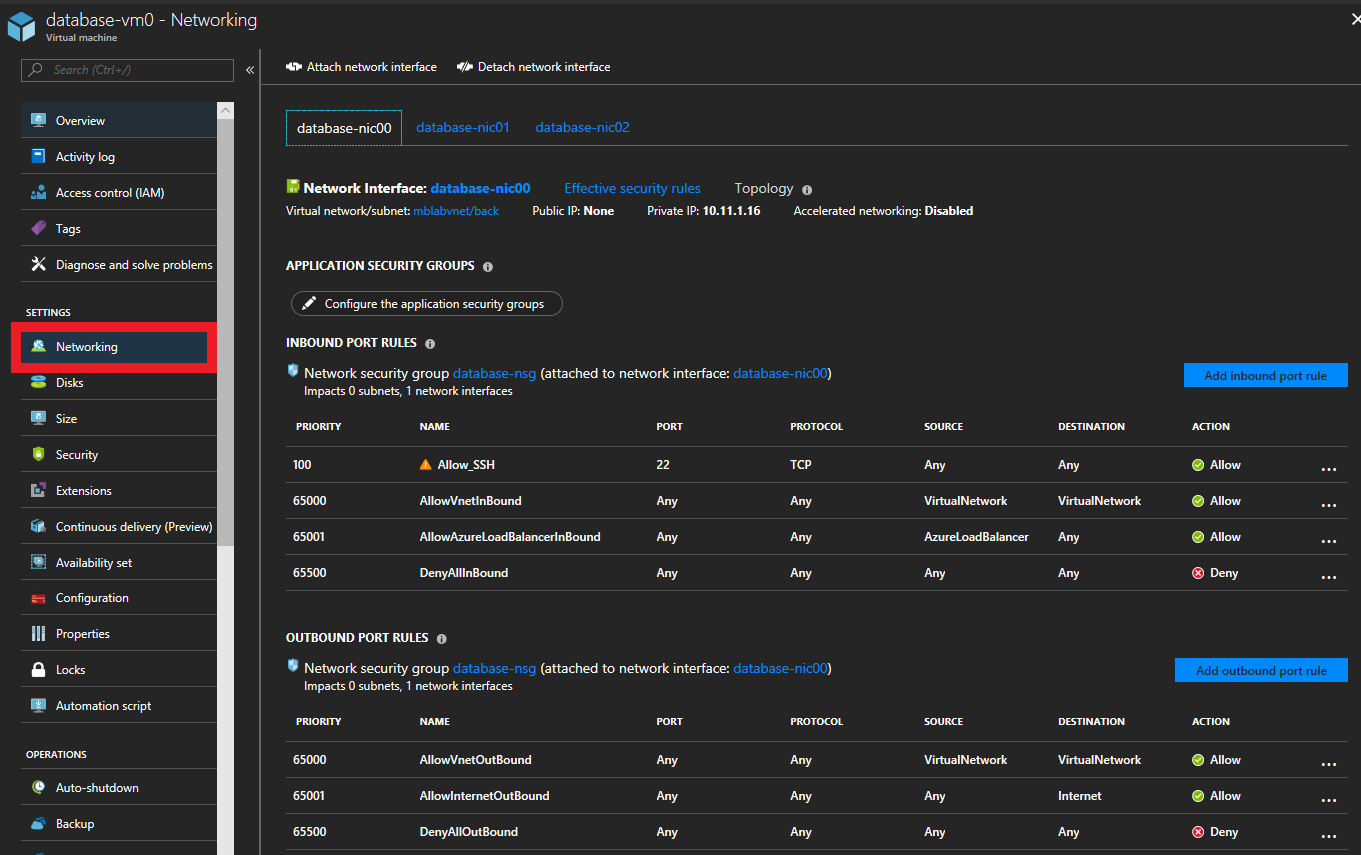 database-vm0 - Networking
Virtual machine
Search (Ctrl+/)
«
Overview
Activity log
Access control (IAM)
Tags
Diagnose and solve problems
SETTINGS
Networking
Disks
Size
Security
Extensions
Continuous delivery (Preview)
Availability set
Configuration
Properties
Locks
Automation script
OPERATIONS
Auto-shutdown
Backup
Attach network interface Detach network interface
database-nic00 database-nic01 database-nic02
Network Interface: database-nic00 Effective security rules Topology
Virtual network/subnet: mblabvnet/back Public IP: None Private IP: 10.11.1.16 Accelerated networking: Disabled
APPLICATION SECURITY GROUPS
Configure the application security groups
INBOUND PORT RULES
Network security group database-nsg (attached to network interface: database-nic00)
Impacts 0 subnets, 1 network interfaces
Add inbound port rule
PRIORITY NAME PORT PROTOCOL SOURCE DESTINATION ACTION
100 Allow_SSH 22 TCP Any Any Allow ...
65000 AllowVnetInBound Any Any VirtualNetwork VirtualNetwork Allow ...
65001 AllowAzureLoadBalancerInBound Any Any AzureLoadBalancer Any Allow ...
65500 DenyAllInBound Any Any Any Any Deny ...
OUTBOUND PORT RULES
Network security group database-nsg (attached to network interface: database-nic00)
Impacts 0 subnets, 1 network interfaces
Add outbound port rule
PRIORITY NAME PORT PROTOCOL SOURCE DESTINATION ACTION
65000 AllowVnetOutBound Any Any VirtualNetwork VirtualNetwork Allow ...
65001 AllowInternetOutBound Any Any Any Internet Allow ...
65500 DenyAllOutBound Any Any Any Any Deny ...